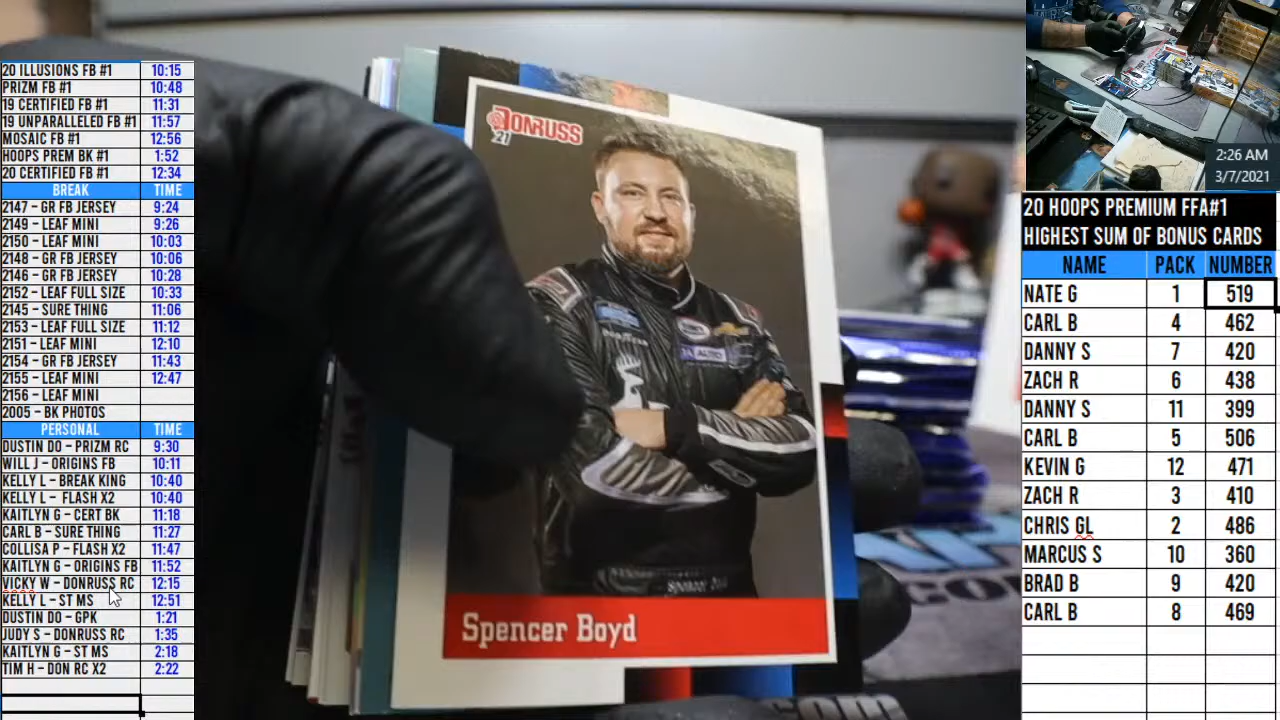 20 ILLUSIONS FB #1 10:15
PRIZM FB #1 10:48
19 CERTIFIED FB #1 11:31
19 UNPARALLELED FB #1 11:57
MOSAIC FB #1 12:56
HOOPS PREM BK #1 1:52
20 CERTIFIED FB #1 12:34
BREAK TIME
2147 – GR FB JERSEY 9:24
2149 – LEAF MINI 9:26
2150 – LEAF MINI 10:03
2148 – GR FB JERSEY 10:06
2146 – GR FB JERSEY 10:28
2152 – LEAF FULL SIZE 10:33
2145 – SURE THING 11:06
2153 – LEAF FULL SIZE 11:12
2151 – LEAF MINI 12:10
2154 – GR FB JERSEY 11:43
2155 – LEAF MINI 12:47
2156 – LEAF MINI
2005 – BK PHOTOS
PERSONAL TIME
DUSTIN DO – PRIZM RC 9:30
WILL J – ORIGINS FB 10:11
KELLY L – BREAK KING 10:40
KELLY L – FLASH X2 10:40
KAITLYN G – CERT BK 11:18
CARL B – SURE THING 11:27
COLLISA P – FLASH X2 11:47
KAITLYN G – ORIGINS FB 11:52
VICKY W – DONRUSS RC 12:15
KELLY L – ST MS 12:51
DUSTIN DO – GPK 1:21
JUDY S – DONRUSS RC 1:35
KAITLYN G – ST MS 2:18
TIM H – DON RC X2 2:22
DONRUSS
21
Spencer Boyd
2:26 AM
3/7/2021
20 HOOPS PREMIUM FFA#1
HIGHEST SUM OF BONUS CARDS
NAME PACK NUMBER
NATE G 1 519
CARL B 4 462
DANNY S 7 420
ZACH R 6 438
DANNY S 11 399
CARL B 5 506
KEVIN G 12 471
ZACH R 3 410
CHRIS GL 2 486
MARCUS S 10 360
BRAD B 9 420
CARL B 8 469